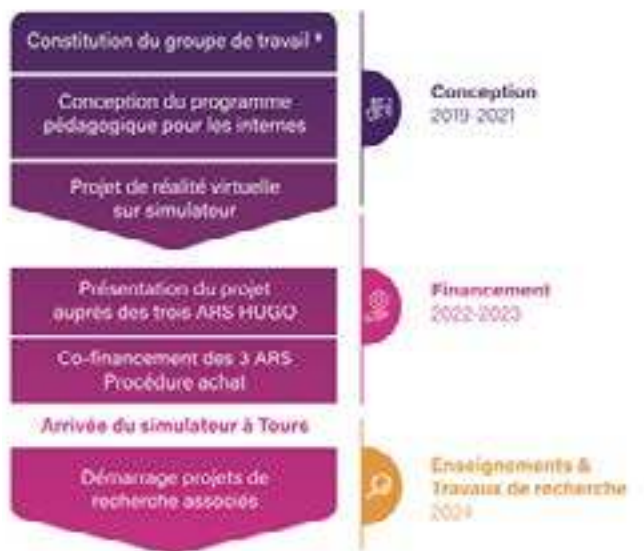 Constitution du groupe de travail *
Conception du programme
pédagogique pour les internes
Projet de réalité virtuelle
sur simulateur
Conception
2019-2021
Présentation du projet
auprès des trois ARS HUGO
Co-financement des 3 ARS
Procédure achat
Financement
2022-2023
Arrivée du simulateur à Tours
Démarrage projets de
recherche associés
Enseignements &
Travaux de recherche
2024